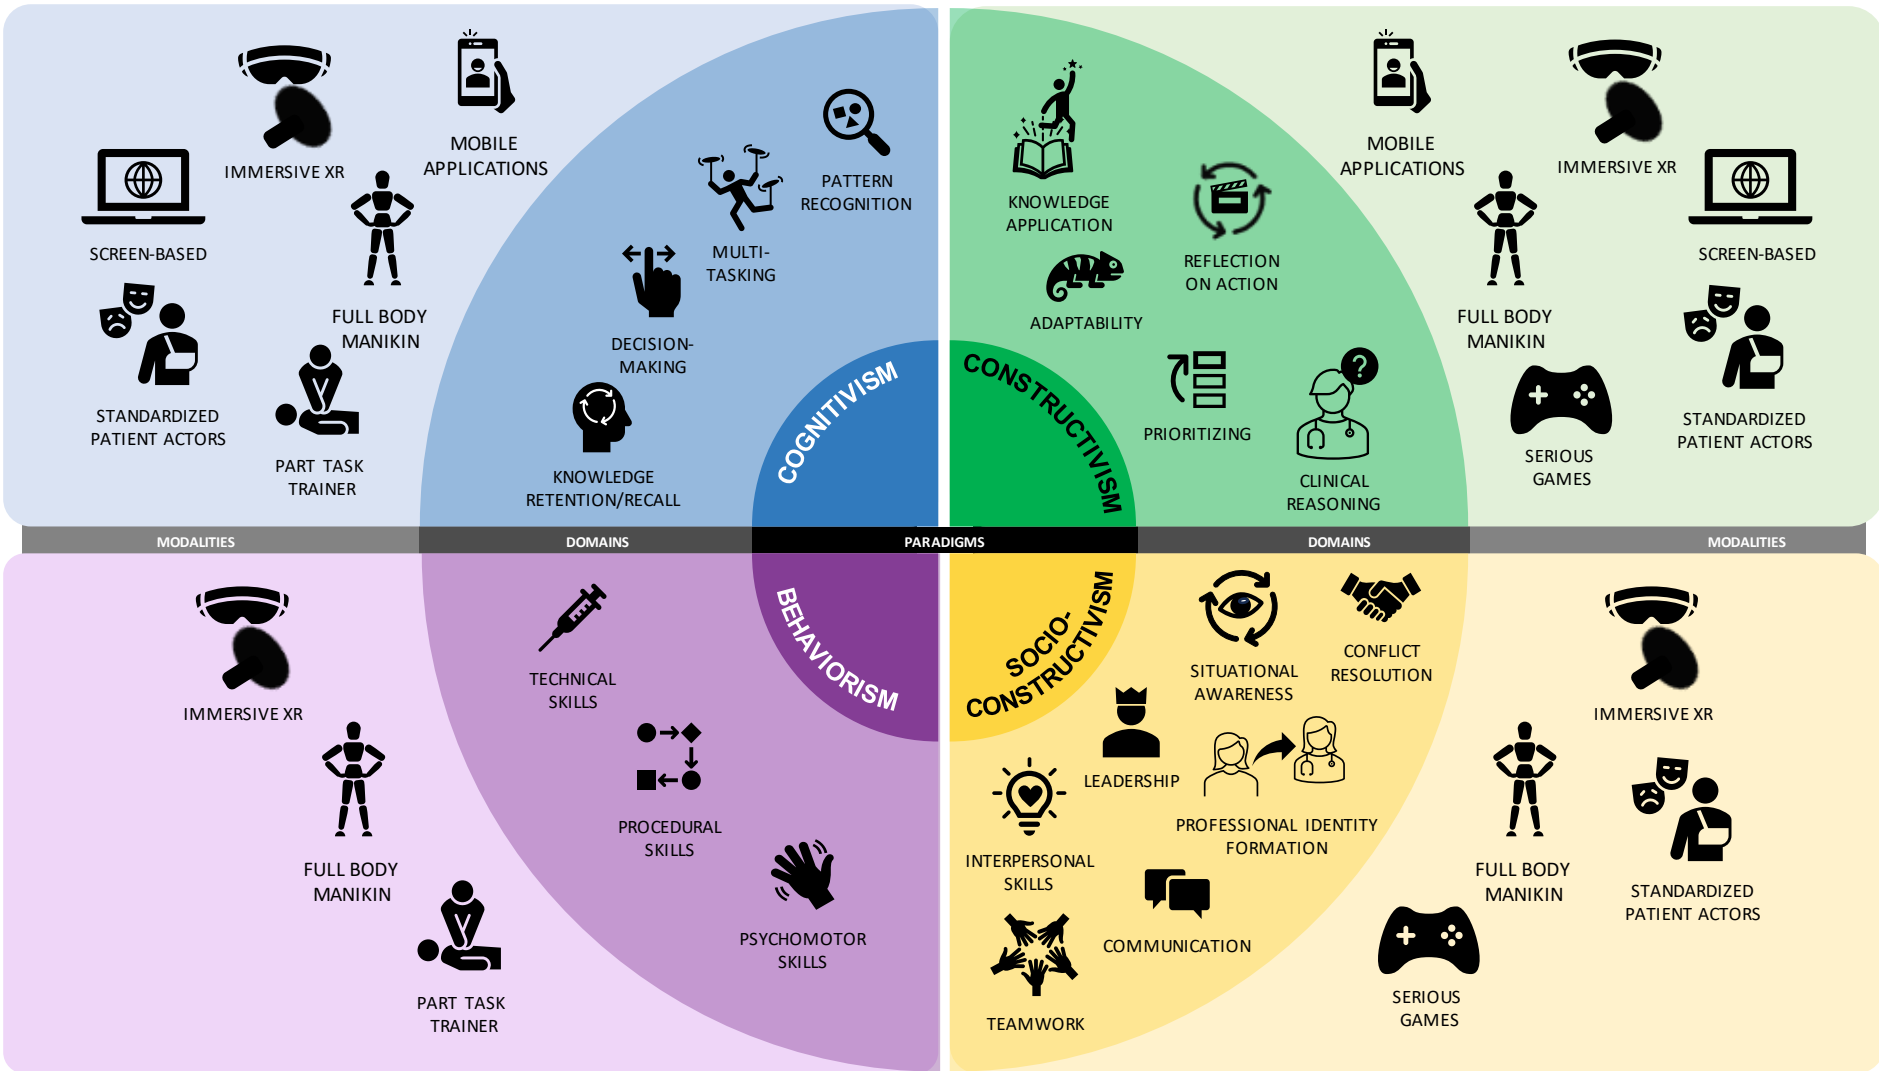 MOBILE
APPLICATIONS
IMMERSIVE XR
SCREEN-BASED
FULL BODY
MANIKIN
STANDARDIZED
PATIENT ACTORS
PART TASK
TRAINER
PATTERN
RECOGNITION
MULTI-
TASKING
DECISION-
MAKING
KNOWLEDGE
RETENTION/RECALL
COGNITIVISM
CONSTRUCTIVISM
KNOWLEDGE
APPLICATION
REFLECTION
ON ACTION
ADAPTABILITY
PRIORITIZING
CLINICAL
REASONING
MOBILE
APPLICATIONS
IMMERSIVE XR
SCREEN-BASED
FULL BODY
MANIKIN
STANDARDIZED
PATIENT ACTORS
SERIOUS
GAMES
MODALITIES
DOMAINS
PARADIGMS
DOMAINS
MODALITIES
IMMERSIVE XR
FULL BODY
MANIKIN
PART TASK
TRAINER
TECHNICAL
SKILLS
PROCEDURAL
SKILLS
PSYCHOMOTOR
SKILLS
BEHAVIORISM
SOCIO-
CONSTRUCTIVISM
SITUATIONAL
AWARENESS
CONFLICT
RESOLUTION
LEADERSHIP
PROFESSIONAL IDENTITY
FORMATION
INTERPERSONAL
SKILLS
COMMUNICATION
TEAMWORK
IMMERSIVE XR
FULL BODY
MANIKIN
STANDARDIZED
PATIENT ACTORS
SERIOUS
GAMES